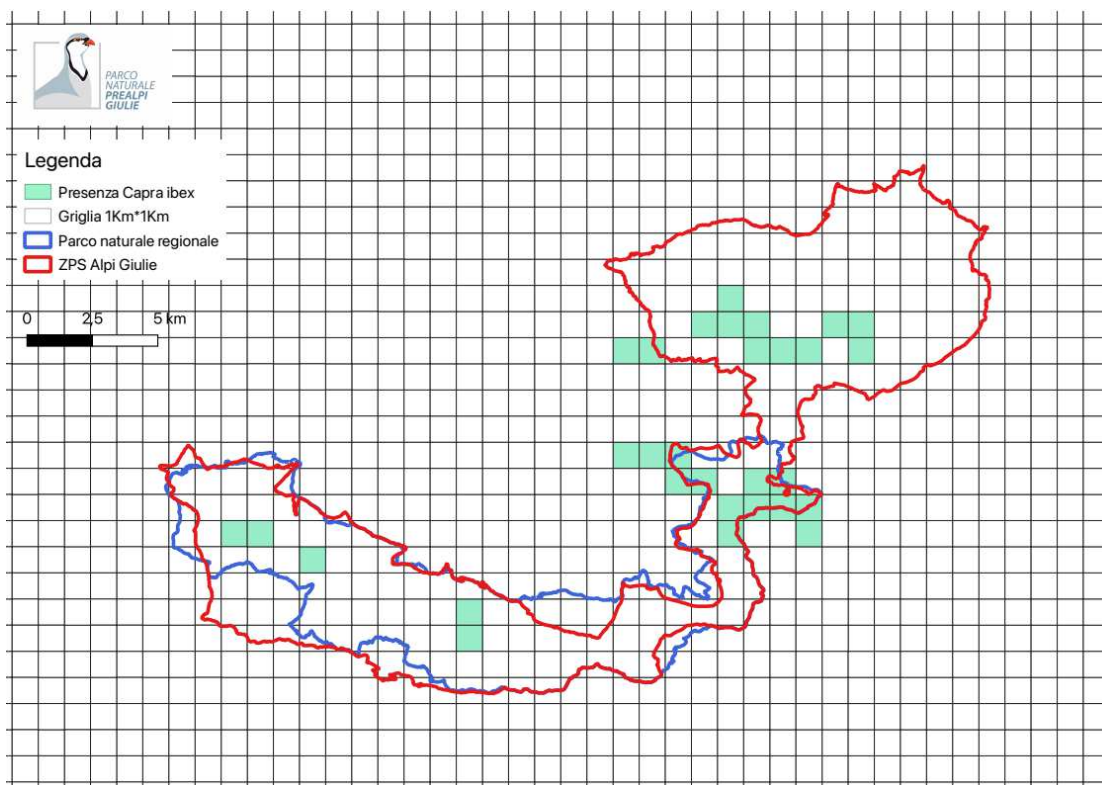 PARCO
NATURALE
PREALPI
GIULIE
Legenda
Presenza Capra ibex
Griglia 1Km*1Km
Parco naturale regionale
ZPS Alpi Giulie
0 2,5 5 km